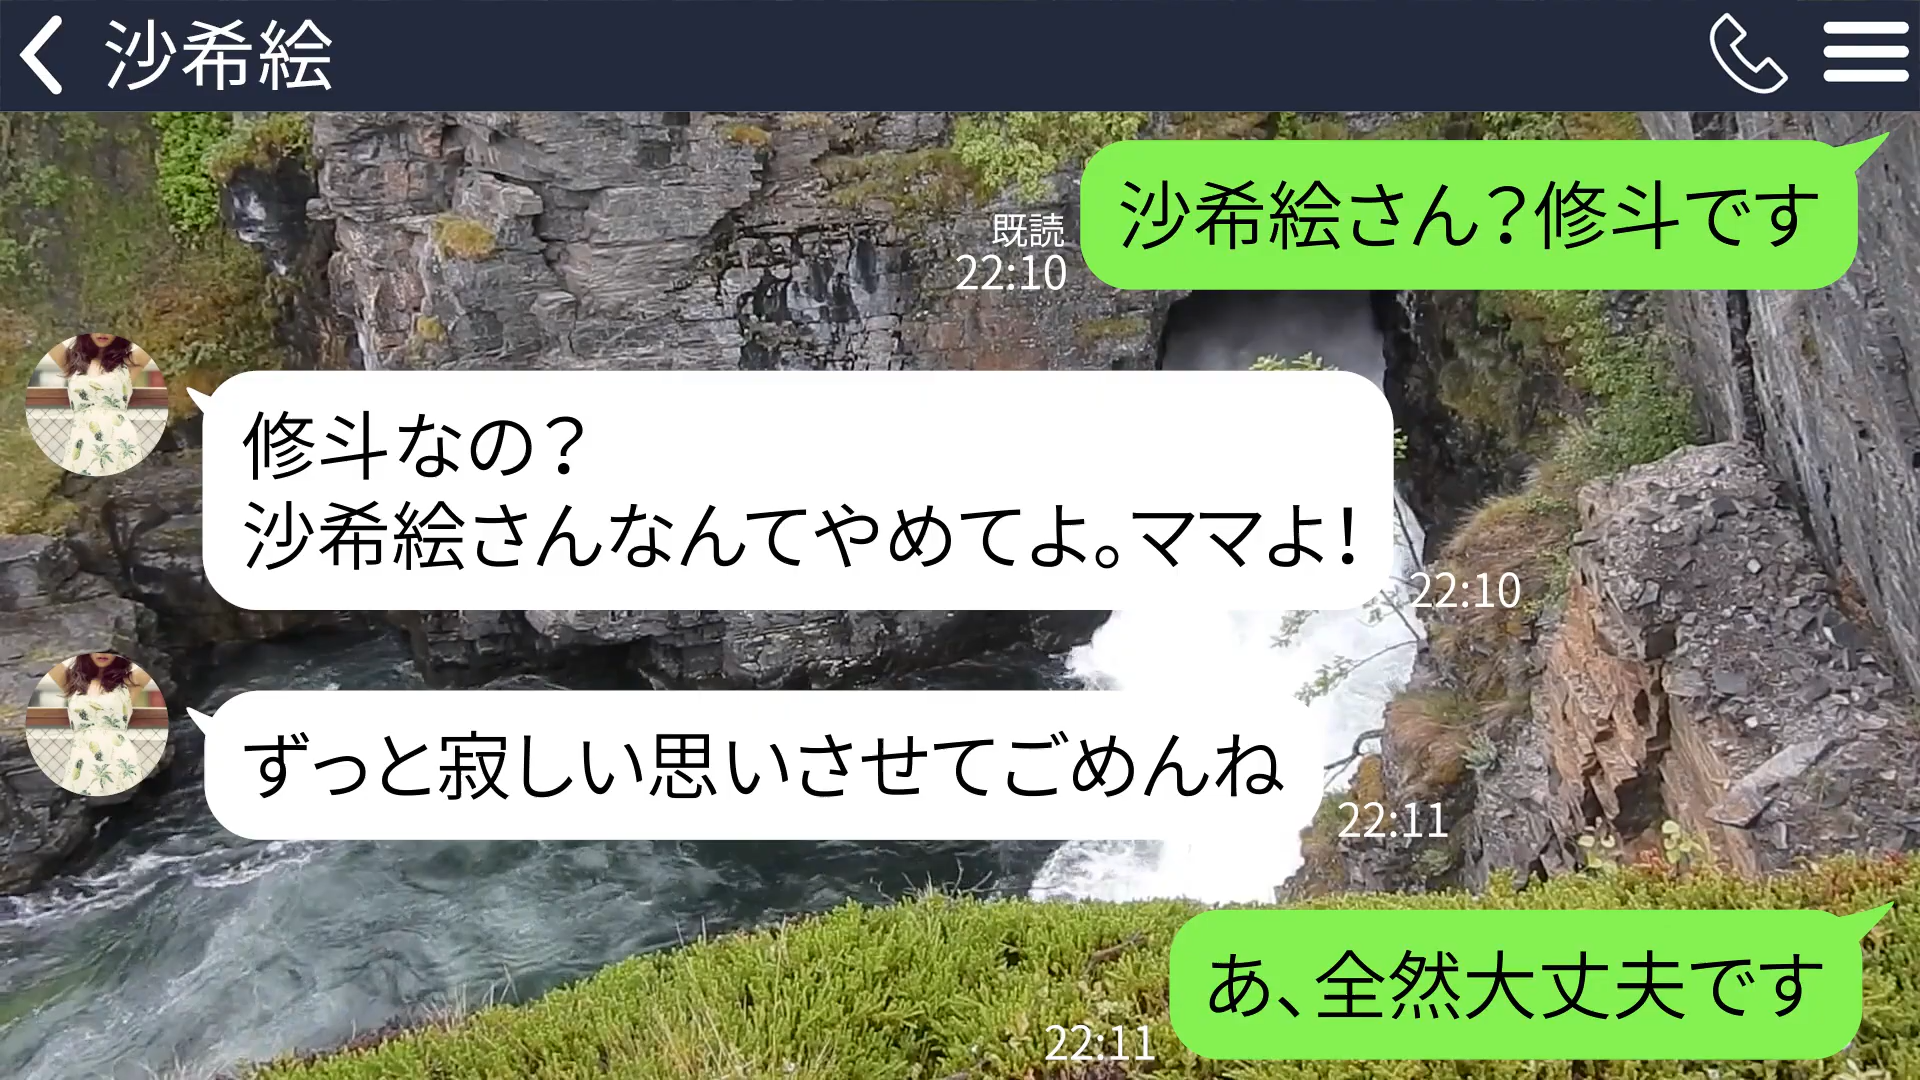 沙希絵
沙希絵さん？修斗です
既読
22:10
修斗なの？
沙希絵さんなんてやめてよ。ママよ！
22:10
ずっと寂しい思いさせてごめんね
22:11
あ、全然大丈夫です
22:11